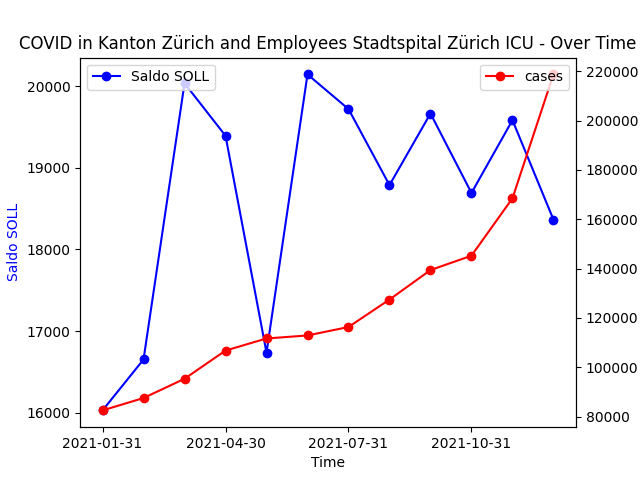 COVID in Kanton Zürich and Employees Stadtspital Zürich ICU - Over Time
Saldo SOLL
cases
20000
19000
18000
17000
16000
Saldo SOLL
220000
200000
180000
160000
140000
120000
100000
80000
2021-01-31 2021-04-30 2021-07-31 2021-10-31
Time